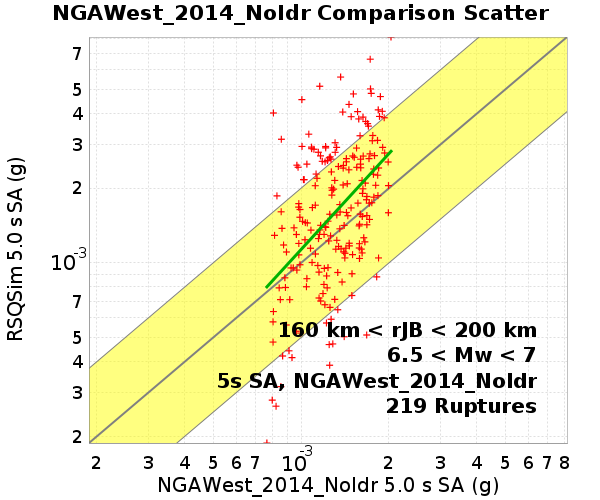 NGAWest_2014_NoIdr Comparison Scatter
RSQSim 5.0 s SA (g)
7
5
4
3
2
10-3
7
5
4
3
2
160 km < rJB < 200 km
6.5 < Mw < 7
5s SA, NGAWest_2014_NoIdr
219 Ruptures
2 3 4 5 6 7 10-3 2 3 4 5 6 7 8
NGAWest_2014_NoIdr 5.0 s SA (g)